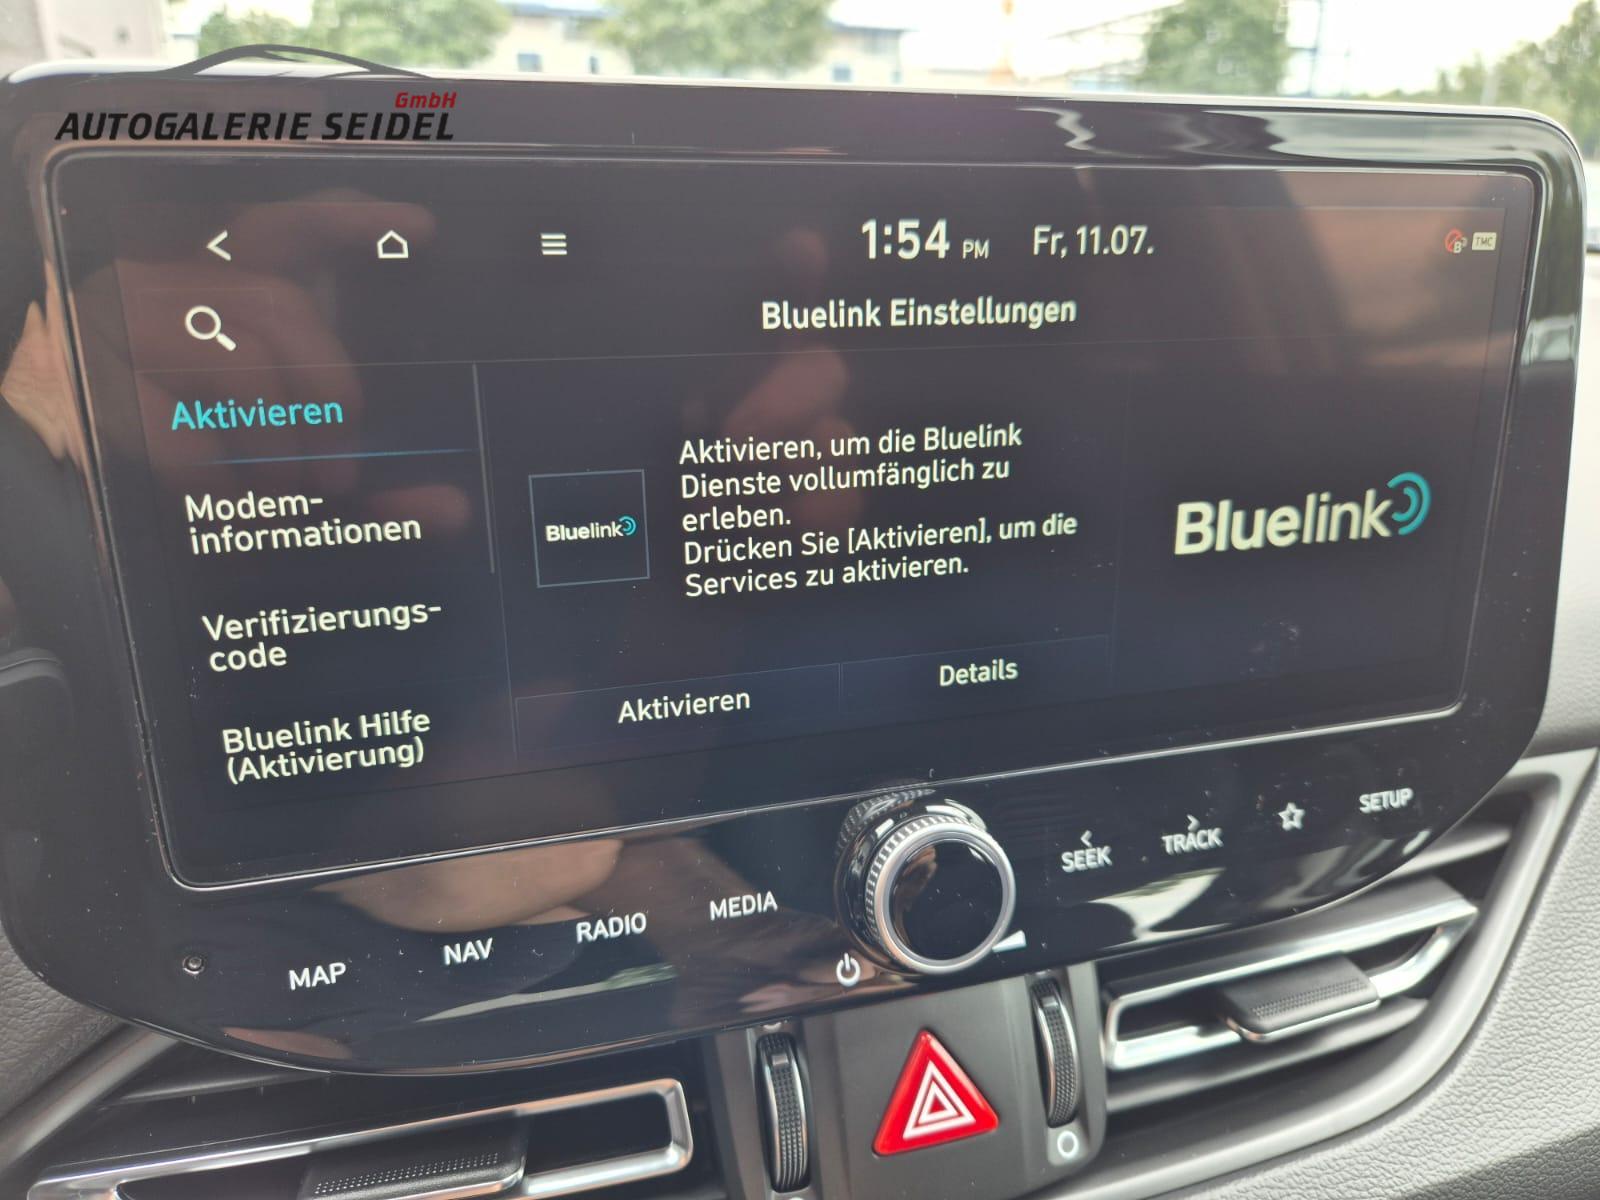 GmbH
AUTOGALERIE SEIDEL
1:54 PM Fr, 11.07.
TMC
Bluelink Einstellungen
Aktivieren
Modem-
informationen
Verifizierungs-
code
Bluelink Hilfe
(Aktivierung)
Bluelink
Aktivieren, um die Bluelink
Dienste vollumfänglich zu
erleben.
Drücken Sie [Aktivieren], um die
Services zu aktivieren.
Aktivieren
Details
Bluelink
MAP
NAV
RADIO
MEDIA
SEEK
TRACK
SETUP